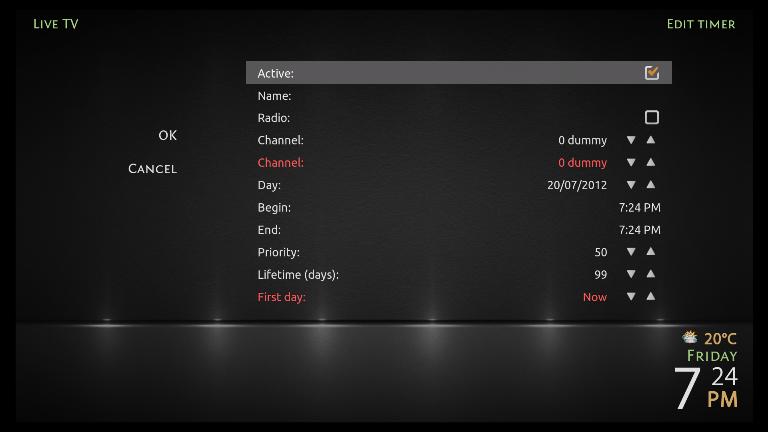 LIVE TV
EDIT TIMER
Active:
Name:
Radio:
OK
Channel: 0 dummy
CANCEL
Channel: 0 dummy
Day: 20/07/2012
Begin: 7:24 PM
End: 7:24 PM
Priority: 50
Lifetime (days): 99
First day: Now
20°C
FRIDAY
7 24
PM